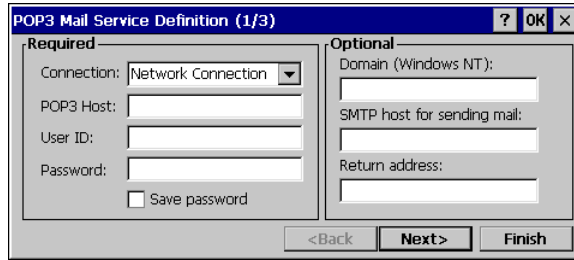 POP3 Mail Service Definition (1/3) ? OK ×
Required
Connection: Network Connection
POP3 Host:
User ID:
Password:
Save password
Optional
Domain (Windows NT):
SMTP host for sending mail:
Return address:
<Back Next> Finish